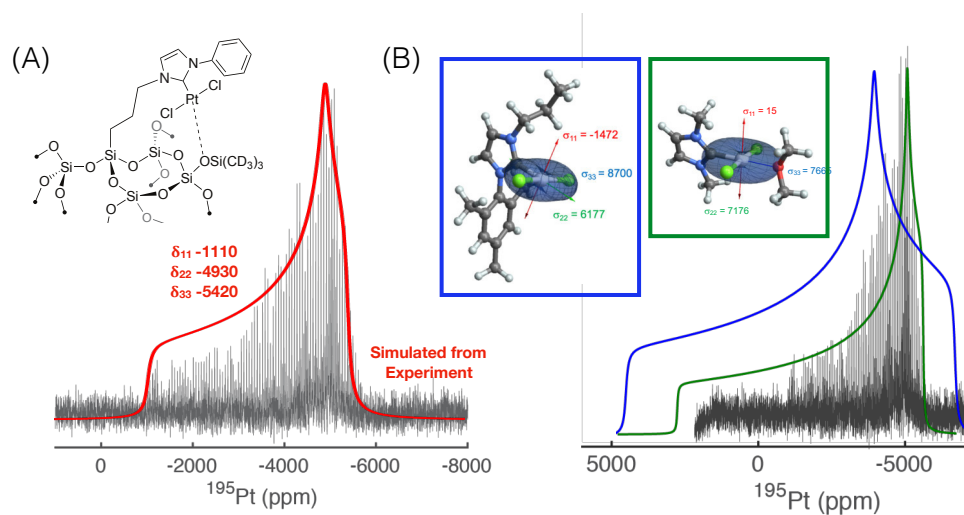 (A)
N
N
Cl
Pt
Cl
O
Si
O
O
O
Si
O
Si
O
Si
O
O
Si
O
O
O
OSi(CD₃)₃
δ₁₁ -1110
δ₂₂ -4930
δ₃₃ -5420
Simulated from
Experiment
0
-2000
-4000
-6000
-8000
¹⁹⁵Pt (ppm)
(B)
σ₁₁ = -1472
σ₃₃ = 8700
σ₂₂ = 6177
σ₁₁ = 15
σ₃₃ = 7665
σ₂₂ = 7176
5000
0
-5000
¹⁹⁵Pt (ppm)